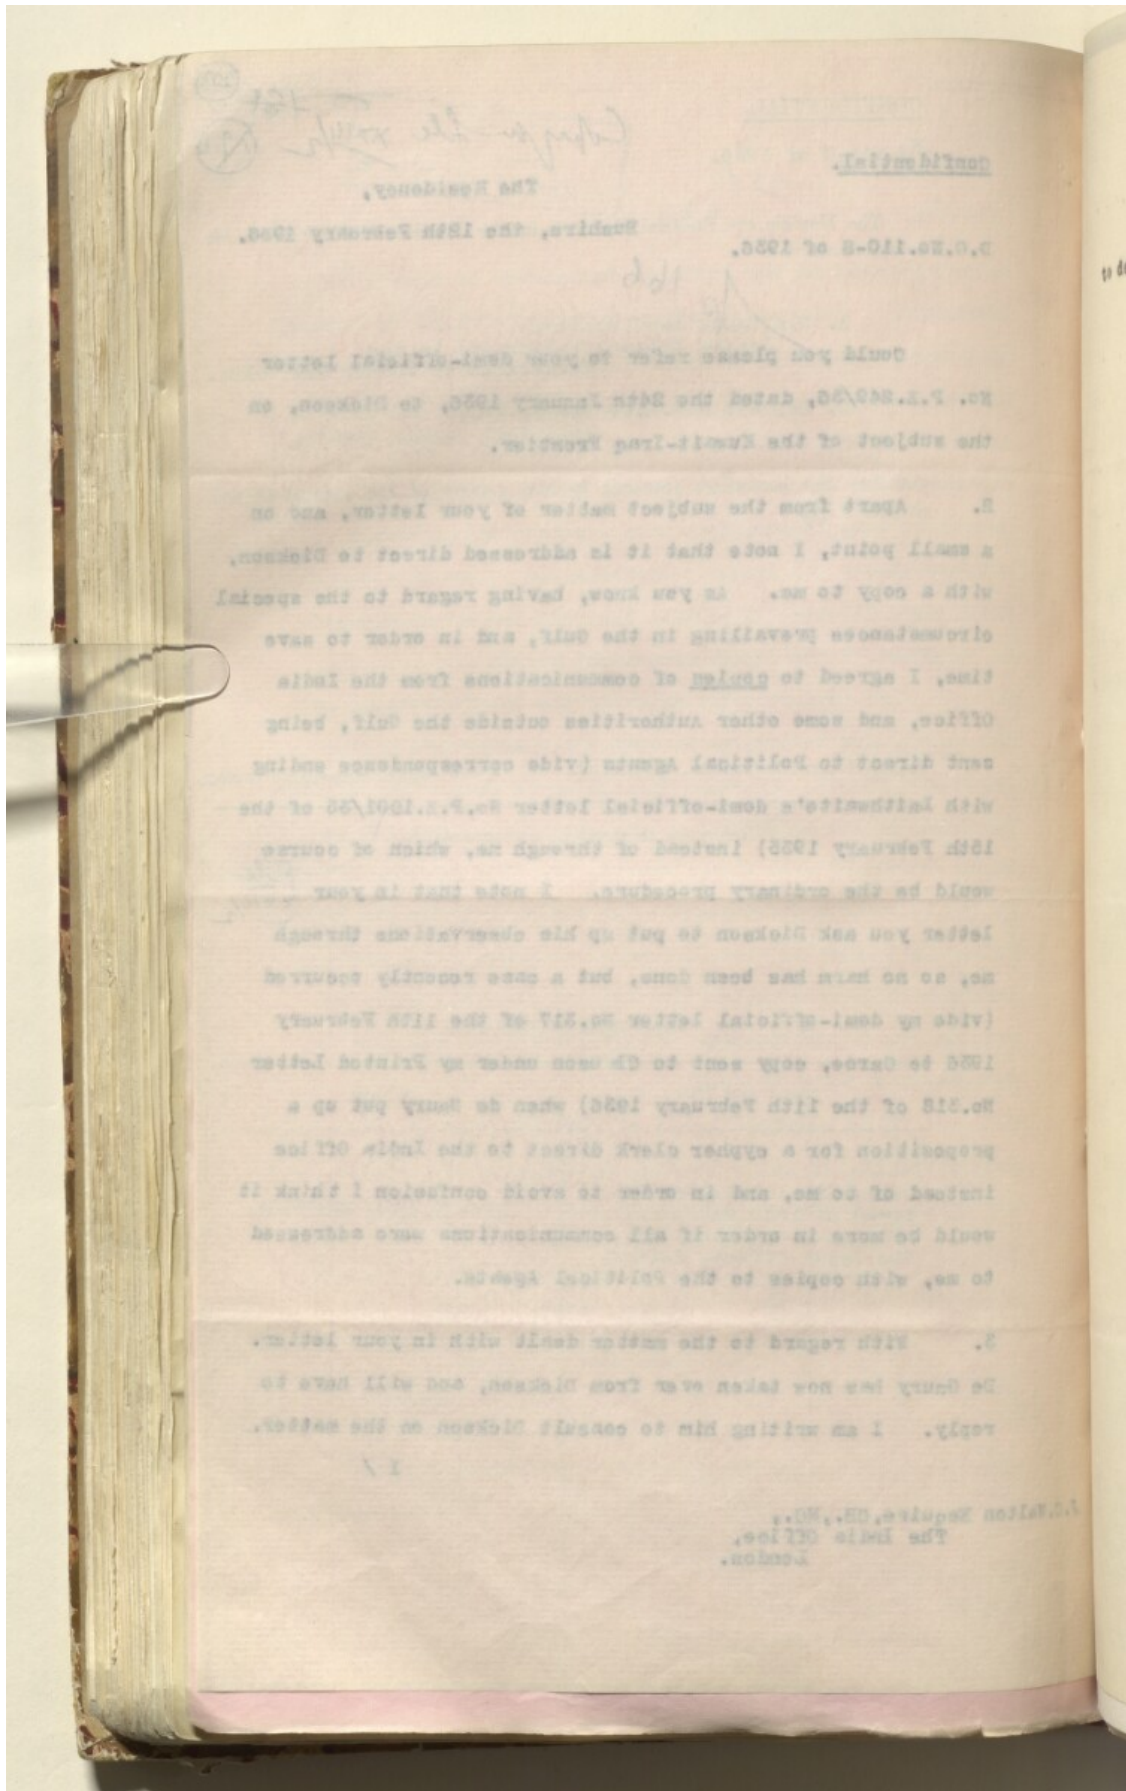 Confidential.
The Residency,
Bushire, the 18th February 1936.
D.O.No.110-S of 1936.
Could you please refer to your demi-official letter
No. P.Z.249/36, dated the 24th January 1936, to Dickson, on
the subject of the Kuwait-Iraq Frontier.
2. Apart from the subject matter of your letter, and on
a small point, I note that it is addressed direct to Dickson,
with a copy to me. As you know, having regard to the special
circumstances prevailing in the Gulf, and in order to save
time, I agreed to copies of communications from the India
Office, and some other Authorities outside the Gulf, being
sent direct to Political Agents (vide correspondence ending
with Laithwaite's demi-official letter No.P.Z.1001/35 of the
15th February 1935) instead of through me, which of course
would be the ordinary procedure. I note that in your
letter you ask Dickson to put up his observations through
me, so no harm has been done, but a case recently occurred
(vide my demi-official letter No.317 of the 11th February
1936 to Caroe, copy sent to under my Printed Letter
No.318 of the 11th February 1936) when de Gaury put up a
proposition for a cypher clerk direct to the India Office
instead of to me, and in order to avoid confusion I think it
would be more in order if all communications were addressed
to me, with copies to the Political Agents.
3. With regard to the matter dealt with in your letter.
De Gaury has now taken over from Dickson, and will have to
reply. I am writing him to consult Dickson on the matter.
I /
J.C.Walton Esquire, CB., MC.,
The India Office,
London.